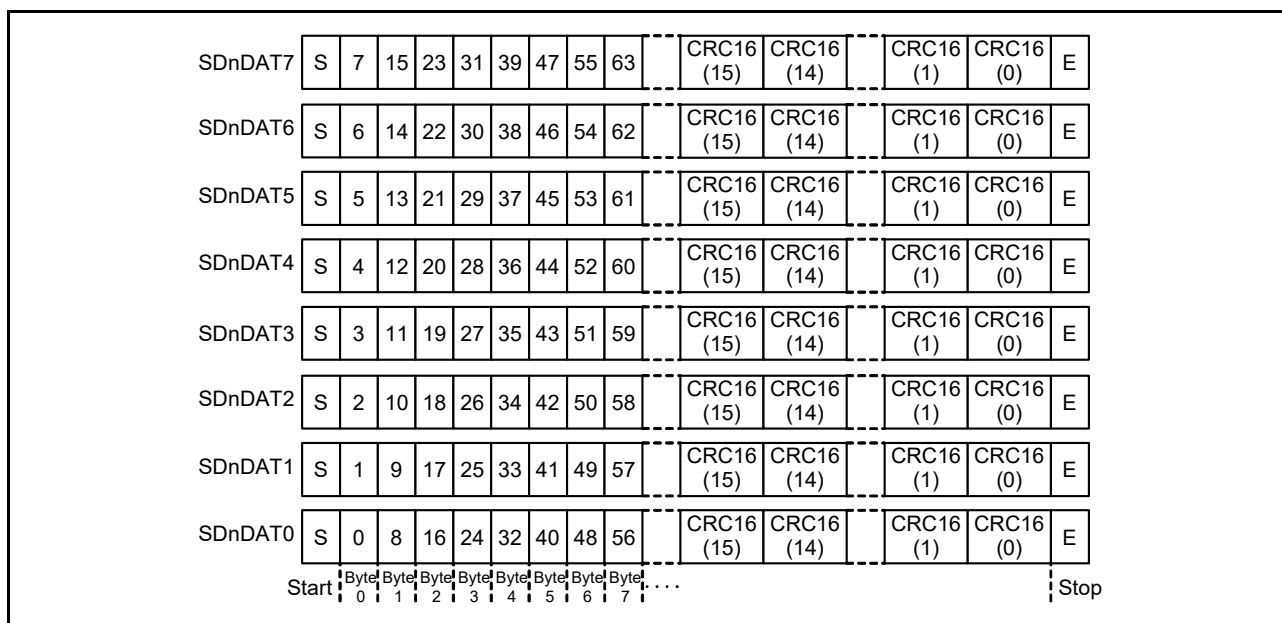 SDnDAT7 S 7 15 23 31 39 47 55 63 CRC16 (15) CRC16 (14) CRC16 (1) CRC16 (0) E
SDnDAT6 S 6 14 22 30 38 46 54 62 CRC16 (15) CRC16 (14) CRC16 (1) CRC16 (0) E
SDnDAT5 S 5 13 21 29 37 45 53 61 CRC16 (15) CRC16 (14) CRC16 (1) CRC16 (0) E
SDnDAT4 S 4 12 20 28 36 44 52 60 CRC16 (15) CRC16 (14) CRC16 (1) CRC16 (0) E
SDnDAT3 S 3 11 19 27 35 43 51 59 CRC16 (15) CRC16 (14) CRC16 (1) CRC16 (0) E
SDnDAT2 S 2 10 18 26 34 42 50 58 CRC16 (15) CRC16 (14) CRC16 (1) CRC16 (0) E
SDnDAT1 S 1 9 17 25 33 41 49 57 CRC16 (15) CRC16 (14) CRC16 (1) CRC16 (0) E
SDnDAT0 S 0 8 16 24 32 40 48 56 CRC16 (15) CRC16 (14) CRC16 (1) CRC16 (0) E
Start Byte 0 Byte 1 Byte 2 Byte 3 Byte 4 Byte 5 Byte 6 Byte 7 .... Stop